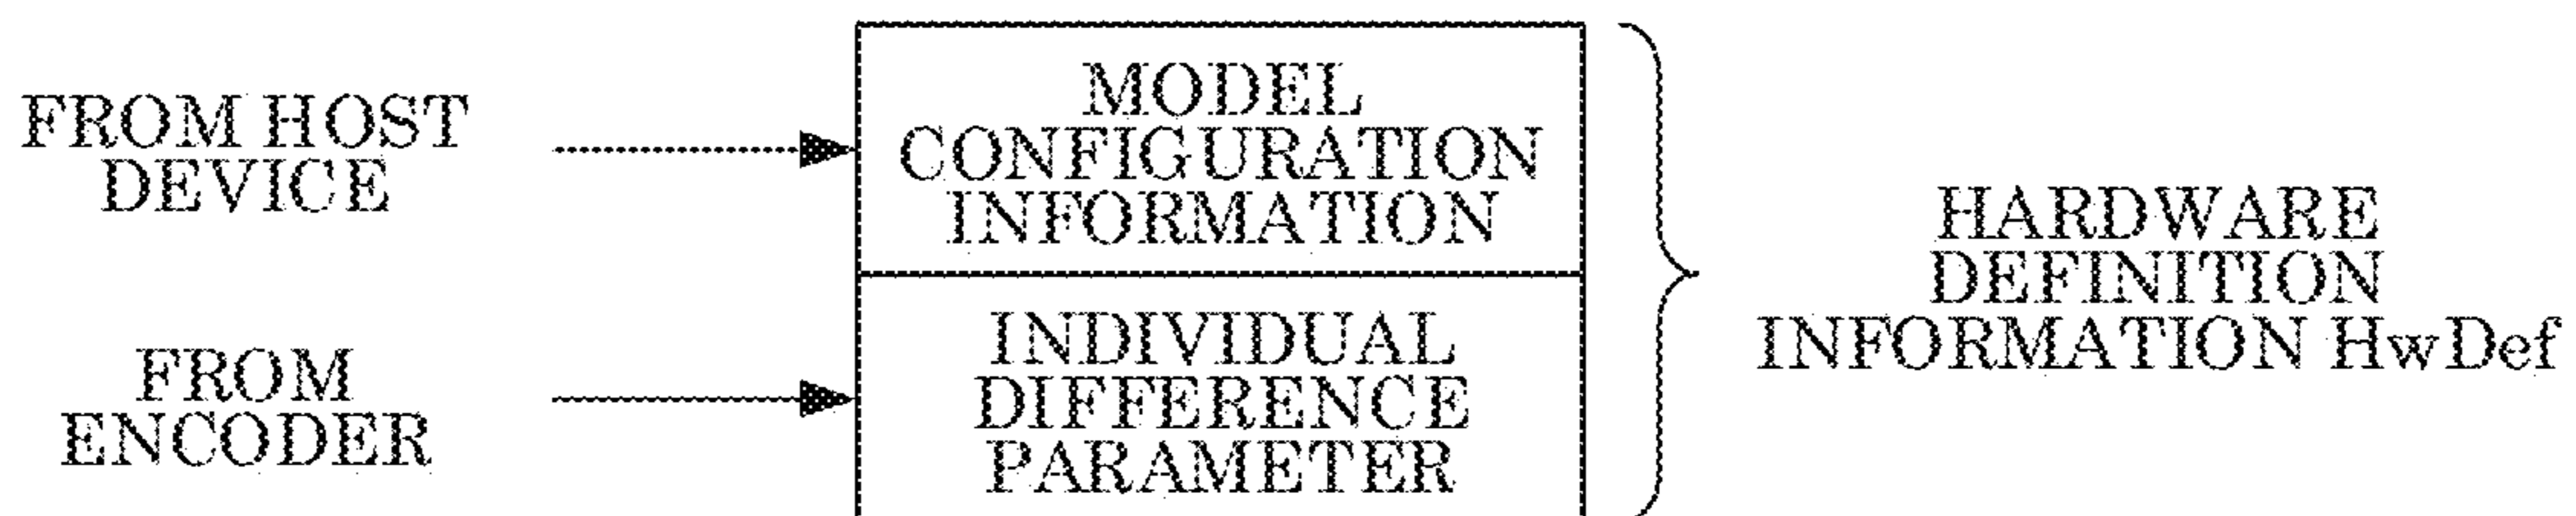 FROM HOST
DEVICE
MODEL
CONFIGURATION
INFORMATION
FROM
ENCODER
INDIVIDUAL
DIFFERENCE
PARAMETER
HARDWARE
DEFINITION
INFORMATION HwDef